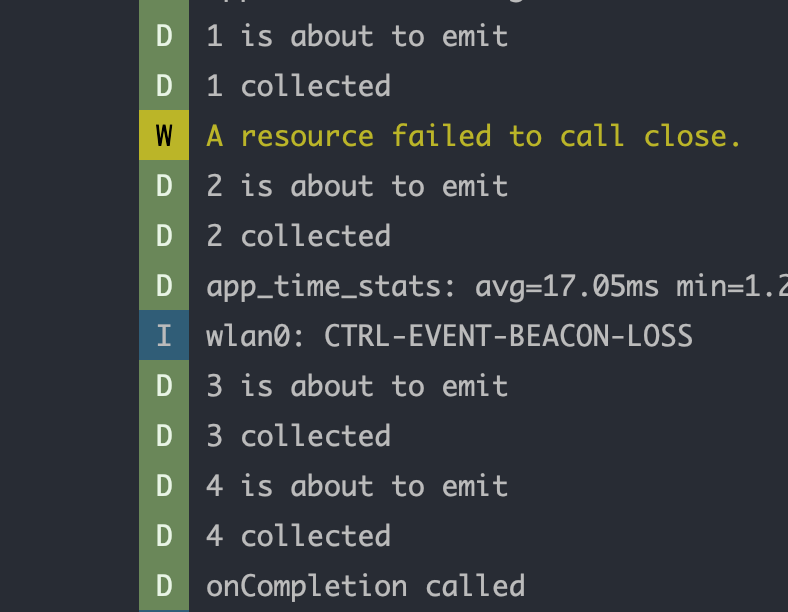 D 1 is about to emit
D 1 collected
W A resource failed to call close.
D 2 is about to emit
D 2 collected
D app_time_stats: avg=17.05ms min=1.2
I wlan0: CTRL-EVENT-BEACON-LOSS
D 3 is about to emit
D 3 collected
D 4 is about to emit
D 4 collected
D onCompletion called